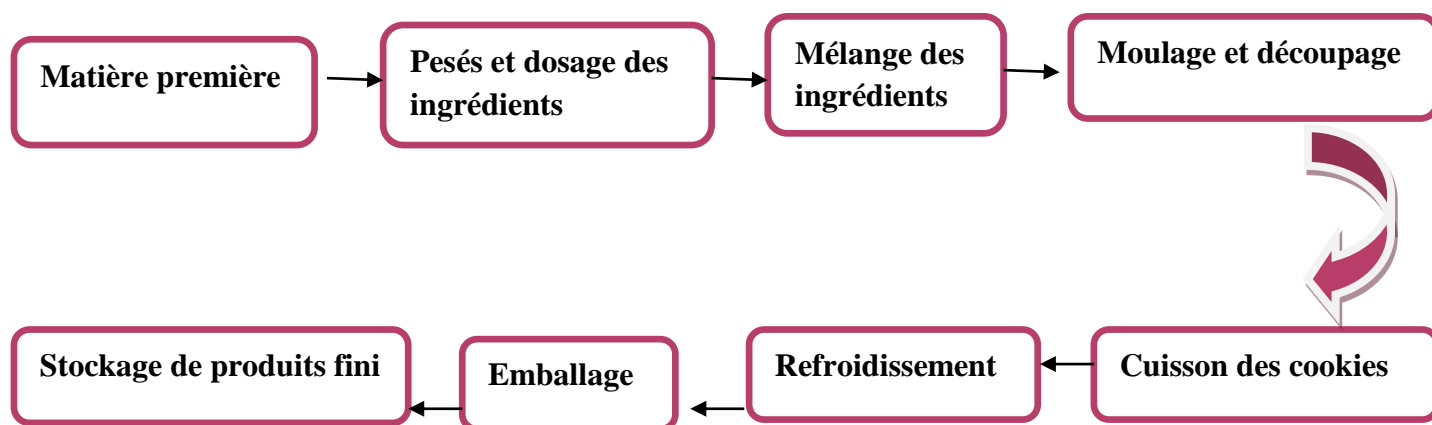 Matière première
Pesés et dosage des
ingrédients
Mélange des
ingrédients
Moulage et découpage
Cuisson des cookies
Refroidissement
Emballage
Stockage de produits fini